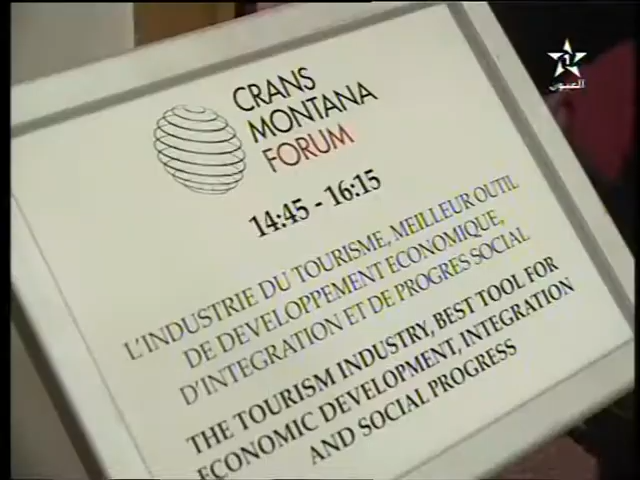 1
العيون
CRANS
MONTANA
FORUM
14:45 - 16:15
L'INDUSTRIE DU TOURISME, MEILLEUR OUTIL
DE DEVELOPPEMENT ECONOMIQUE,
D'INTEGRATION ET DE PROGRES SOCIAL
THE TOURISM INDUSTRY, BEST TOOL FOR
ECONOMIC DEVELOPMENT, INTEGRATION
AND SOCIAL PROGRESS